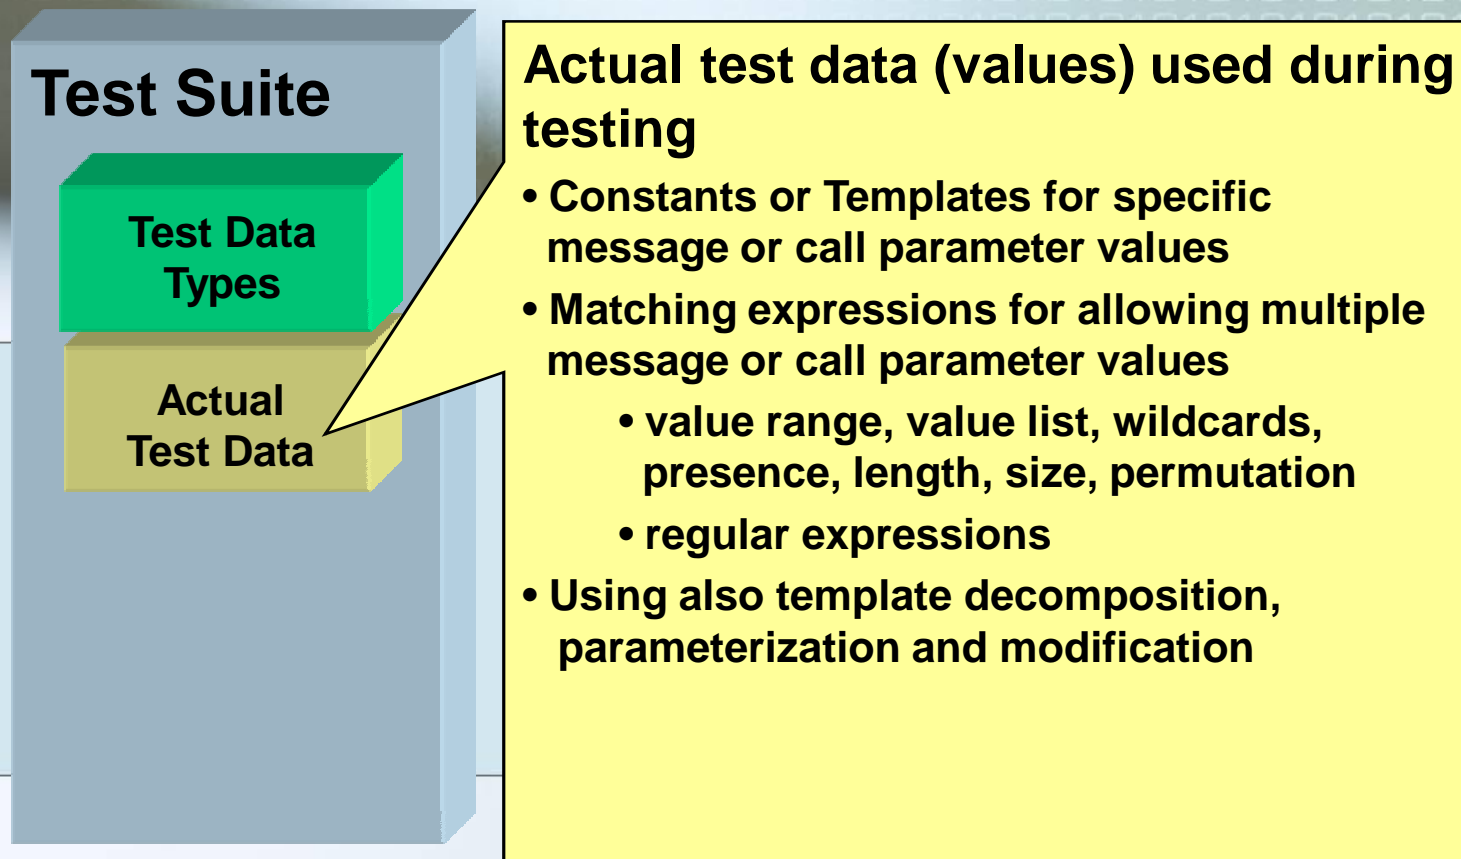 Test Suite
Test Data
Types
Actual
Test Data
Actual test data (values) used during
testing
• Constants or Templates for specific
message or call parameter values
• Matching expressions for allowing multiple
message or call parameter values
• value range, value list, wildcards,
presence, length, size, permutation
• regular expressions
• Using also template decomposition,
parameterization and modification